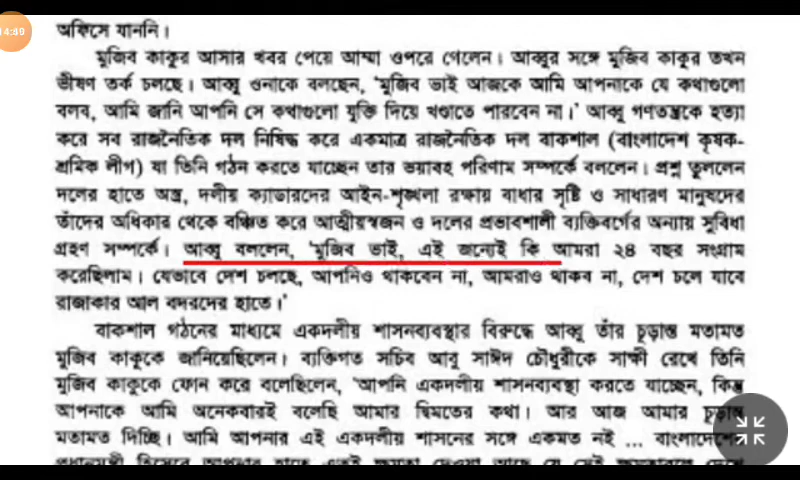 14:49
অফিসে যাননি।
মুজিব কাকুর আসার খবর পেয়ে আম্মা ওপরে গেলেন। আব্বুর সঙ্গে মুজিব কাকুর তখন
ভীষণ তর্ক চলছে। আব্বু ওনাকে বলছেন, ‘মুজিব ভাই আজকে আমি আপনাকে যে কথাগুলো
বলব, আমি জানি আপনি সে কথাগুলো যুক্তি দিয়ে খণ্ডাতে পারবেন না।’ আব্বু গণতন্ত্রকে হত্যা
করে সব রাজনৈতিক দল নিষিদ্ধ করে একমাত্র রাজনৈতিক দল বাকশাল (বাংলাদেশ কৃষক-
শ্রমিক লীগ) যা তিনি গঠন করতে যাচ্ছেন তার ভয়াবহ পরিণাম সম্পর্কে বললেন। প্রশ্ন তুললেন
দলের হাতে অস্ত্র, দলীয় ক্যাডারদের আইন-শৃঙ্খলা রক্ষায় বাধার সৃষ্টি ও সাধারণ মানুষদের
তাঁদের অধিকার থেকে বঞ্চিত করে আত্মীয়স্বজন ও দলের প্রভাবশালী ব্যক্তিবর্গের অন্যায় সুবিধা
গ্রহণ সম্পর্কে। আব্বু বললেন, ‘মুজিব ভাই, এই জন্যেই কি আমরা ২৪ বছর সংগ্রাম
করেছিলাম। যেভাবে দেশ চলছে, আপনিও থাকবেন না, আমরাও থাকব না, দেশ চলে যাবে
রাজাকার আল বদরদের হাতে।’
বাকশাল গঠনের মাধ্যমে একদলীয় শাসনব্যবস্থার বিরুদ্ধে আব্বু তাঁর চূড়ান্ত মতামত
মুজিব কাকুকে জানিয়েছিলেন। ব্যক্তিগত সচিব আবু সাঈদ চৌধুরীকে সাক্ষী রেখে তিনি
মুজিব কাকুকে ফোন করে বলেছিলেন, ‘আপনি একদলীয় শাসনব্যবস্থা করতে যাচ্ছেন, কিন্তু
আপনাকে আমি অনেকবারই বলেছি আমার দ্বিমতের কথা। আর আজ আমার চূড়ান্ত
মতামত দিচ্ছি। আমি আপনার এই একদলীয় শাসনের সঙ্গে একমত নই ... বাংলাদেশের